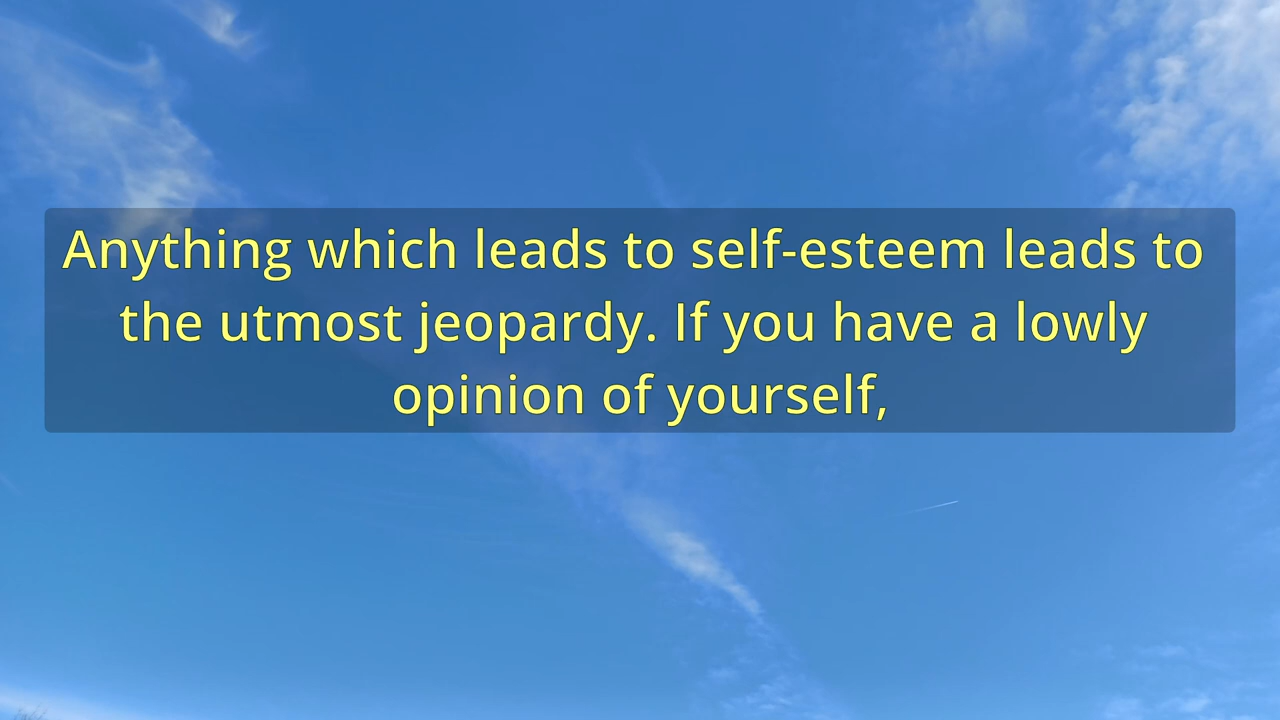 Anything which leads to self-esteem leads to
the utmost jeopardy. If you have a lowly
opinion of yourself,